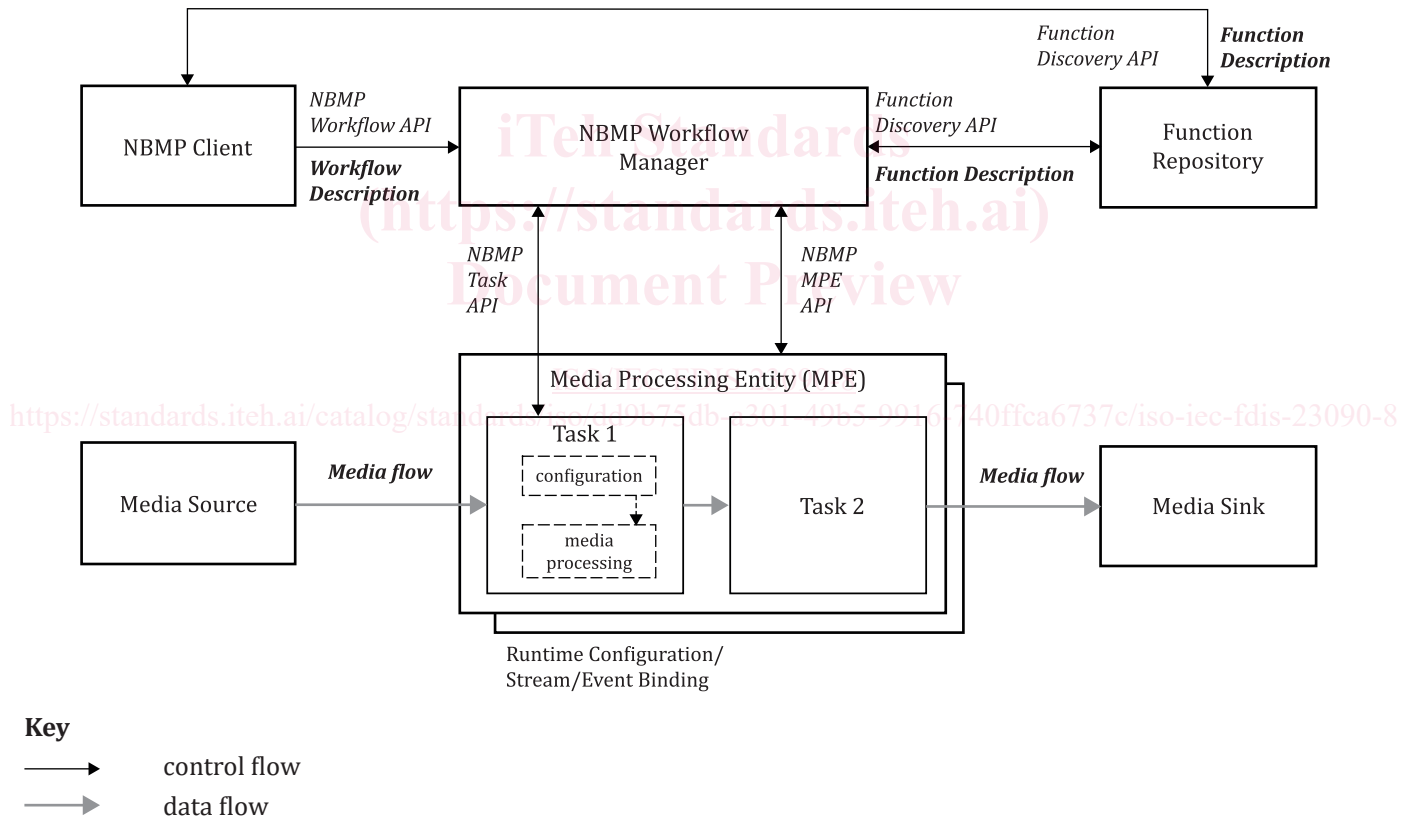 Function
Discovery API
Function
Description
NBMP Client
NBMP
Workflow API
Workflow
Description
NBMP Workflow
Manager
Function
Discovery API
Function Description
Function
Repository
iTeh Standards
(https://standards.iteh.ai)
Document Preview
NBMP
Task
API
NBMP
MPE
API
Media Processing Entity (MPE)
https://standards.iteh.ai/catalog/standards/iso/dd9b75db-a301-49b5-9916-740ffca6737c/iso-iec-fdis-23090-8
Media Source
Media flow
Task 1
configuration
media
processing
Task 2
Media flow
Media Sink
Runtime Configuration/
Stream/Event Binding
Key
control flow
data flow